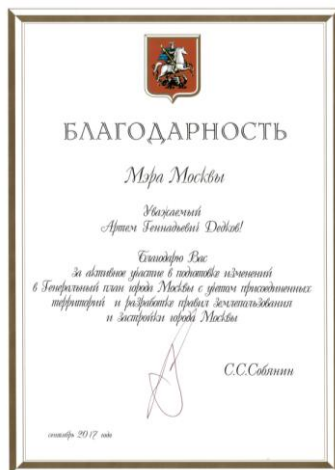 БЛАГОДАРНОСТЬ
Мэра Москвы
Уважаемый
Артем Геннадьевич Дедков!
Благодарю Вас
за активное участие в подготовке изменений
в Генеральный план города Москвы с учетом присоединенных
территорий и разработке правил землепользования
и застройки города Москвы
С.С.Собянин
сентябрь 2017 года